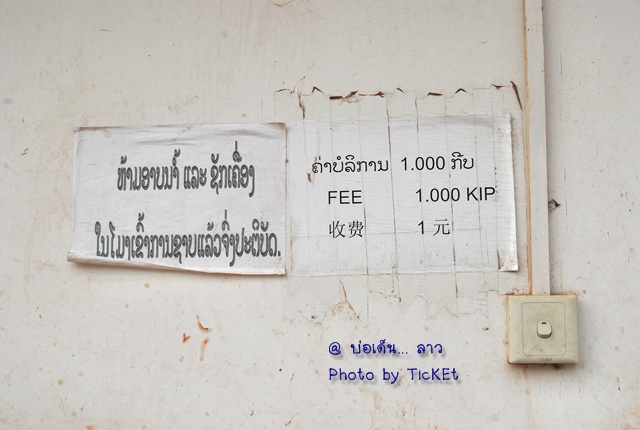 ຫ້າມອາບນ້ຳ ແລະ ຊັກເຄື່ອງ
ໃນໂມາເຂົ້າການຊາບແລ້ວຈົ່ງປະຕິບັດ.
ຄ່າບໍລິການ 1.000 ກີບ
FEE 1.000 KIP
收费 1 元
@ บ่อเต็น... ลาว
Photo by TicKEt